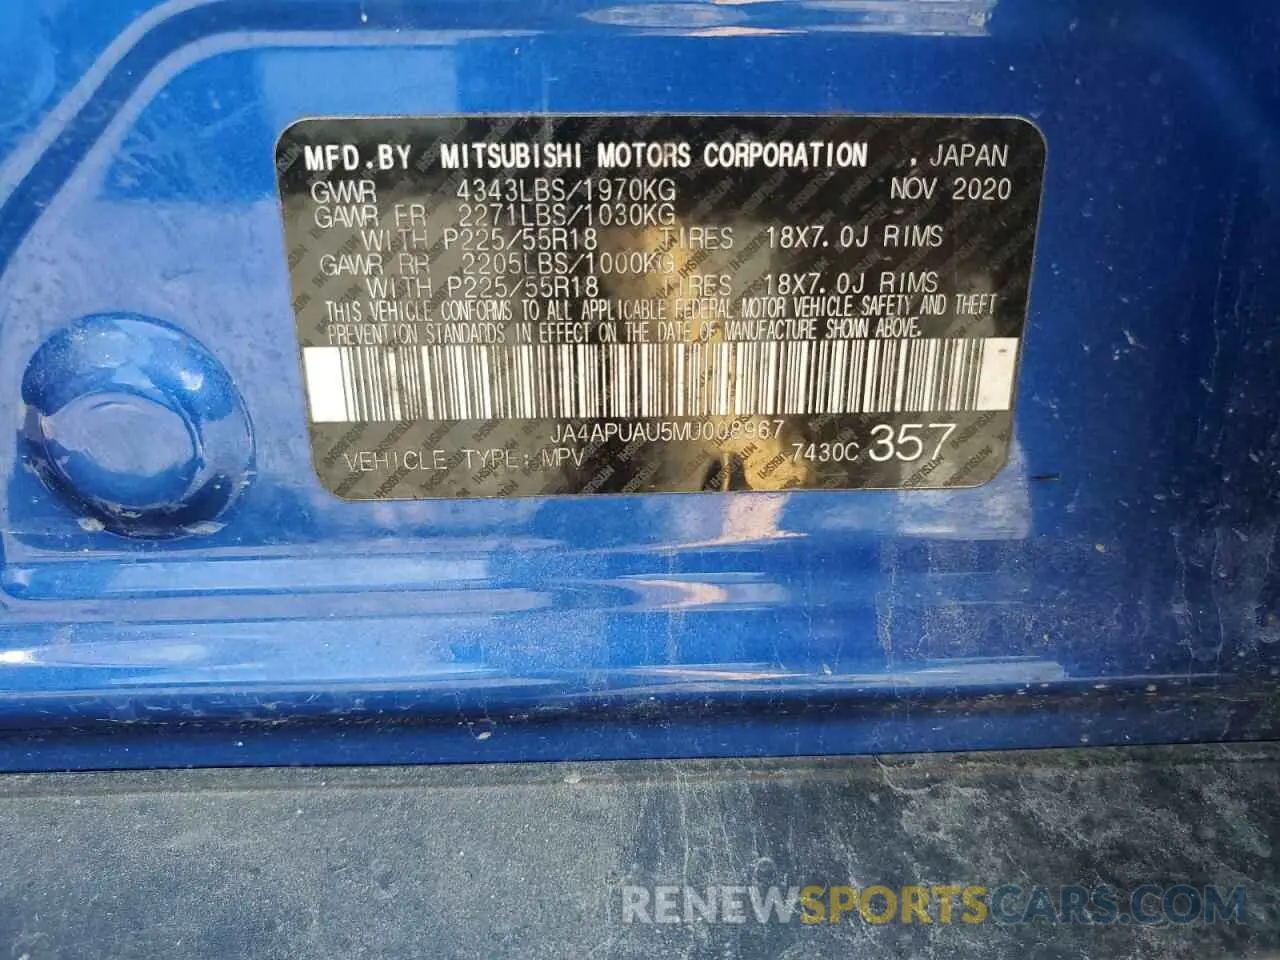 MFD.BY MITSUBISHI MOTORS CORPORATION , JAPAN
GVWR 4343LBS/1970KG NOV 2020
GAWR FR 2271LBS/1030KG
WITH P225/55R18 TIRES 18X7.0J RIMS
GAWR RR 2205LBS/1000KG
WITH P225/55R18 TIRES 18X7.0J RIMS
THIS VEHICLE CONFORMS TO ALL APPLICABLE FEDERAL MOTOR VEHICLE SAFETY AND THEFT
PREVENTION STANDARDS IN EFFECT ON THE DATE OF MANUFACTURE SHOWN ABOVE.
JA4APUAU5MU008967
VEHICLE TYPE: MPV 7430C 357
RENEWSPORTSCARS.COM